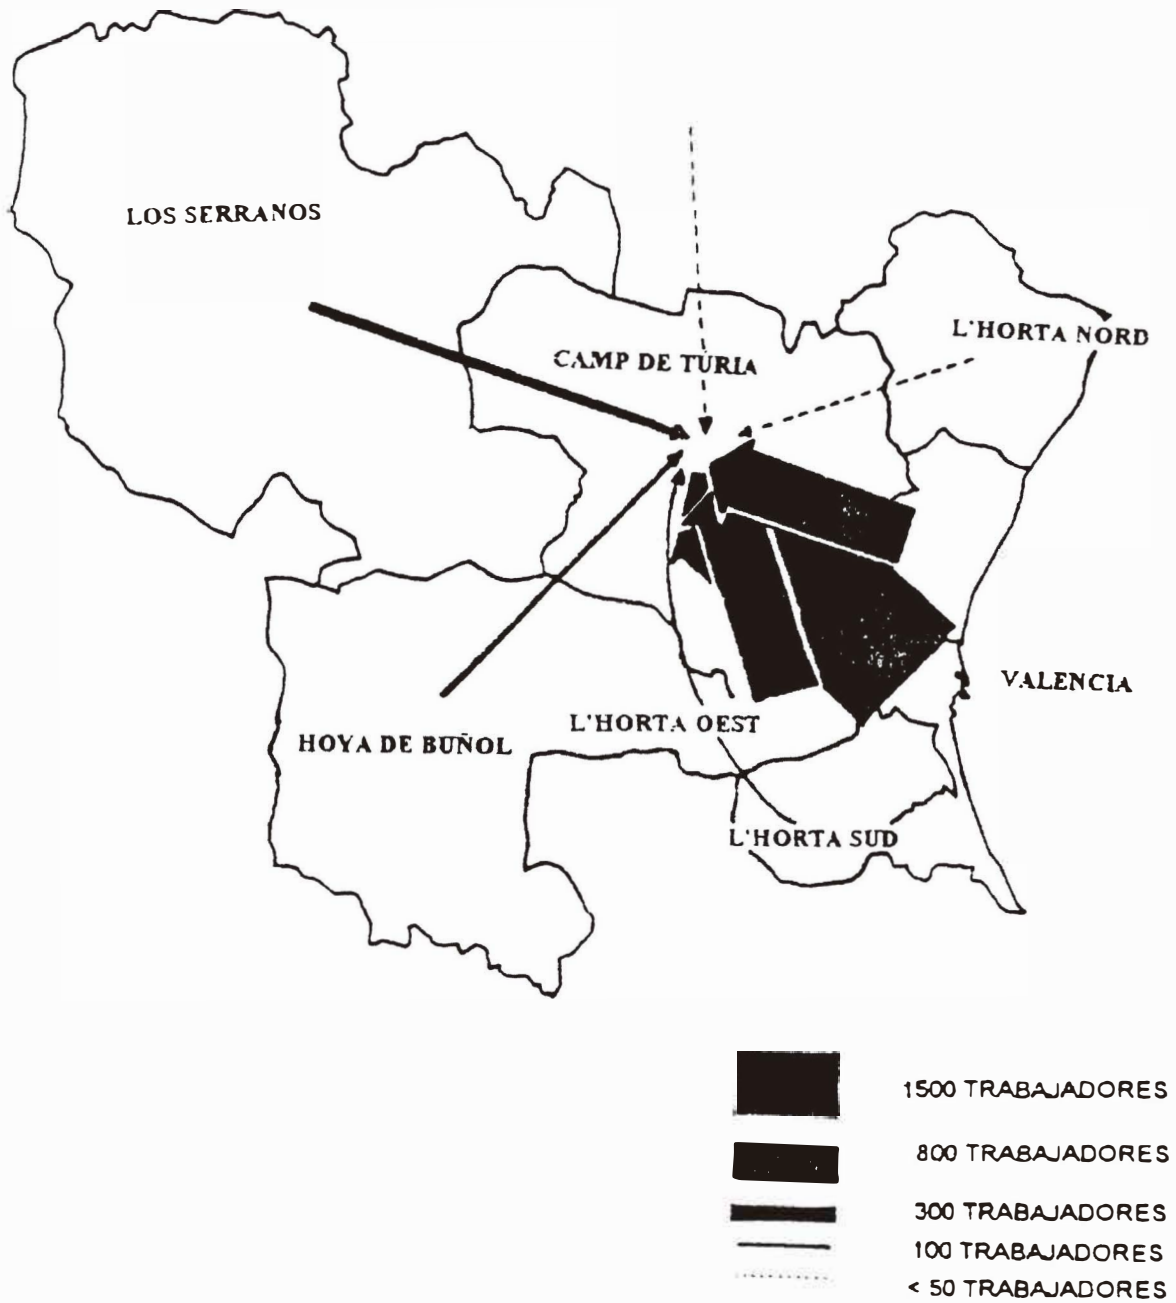 LOS SERRANOS
L'HORTA NORD
CAMP DE TURIA
VALENCIA
L'HORTA OEST
HOYA DE BUÑOL
L'HORTA SUD
1500 TRABAJADORES
800 TRABAJADORES
300 TRABAJADORES
100 TRABAJADORES
< 50 TRABAJADORES